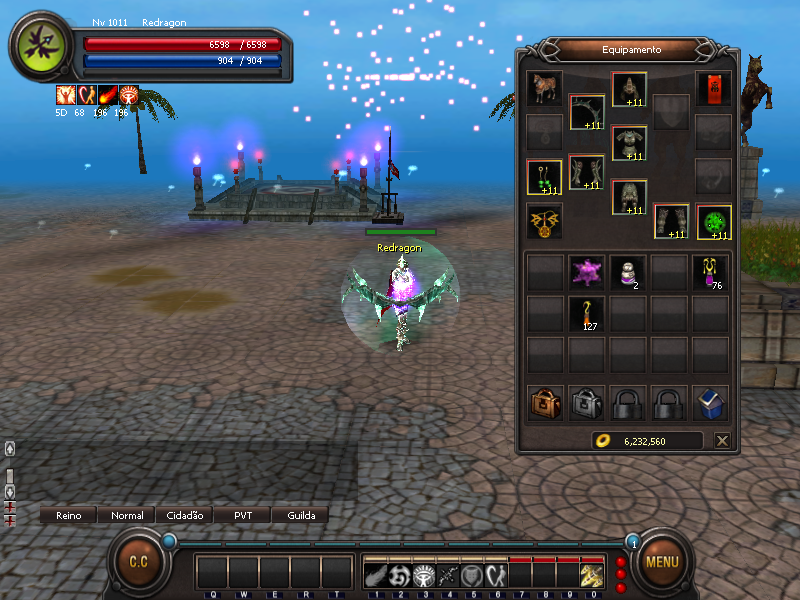 Nv 1011 Redragon
6598 / 6598
904 / 904
5D 68 196 196
Equipamento
+11
+11
+11
+11
+11
+11
+11
+11
Redragon
2
76
127
6,232,560
Reino Normal Cidadão PVT Guilda
C.C
1
MENU
Q W E R T 1 2 3 4 5 6 7 8 9 0